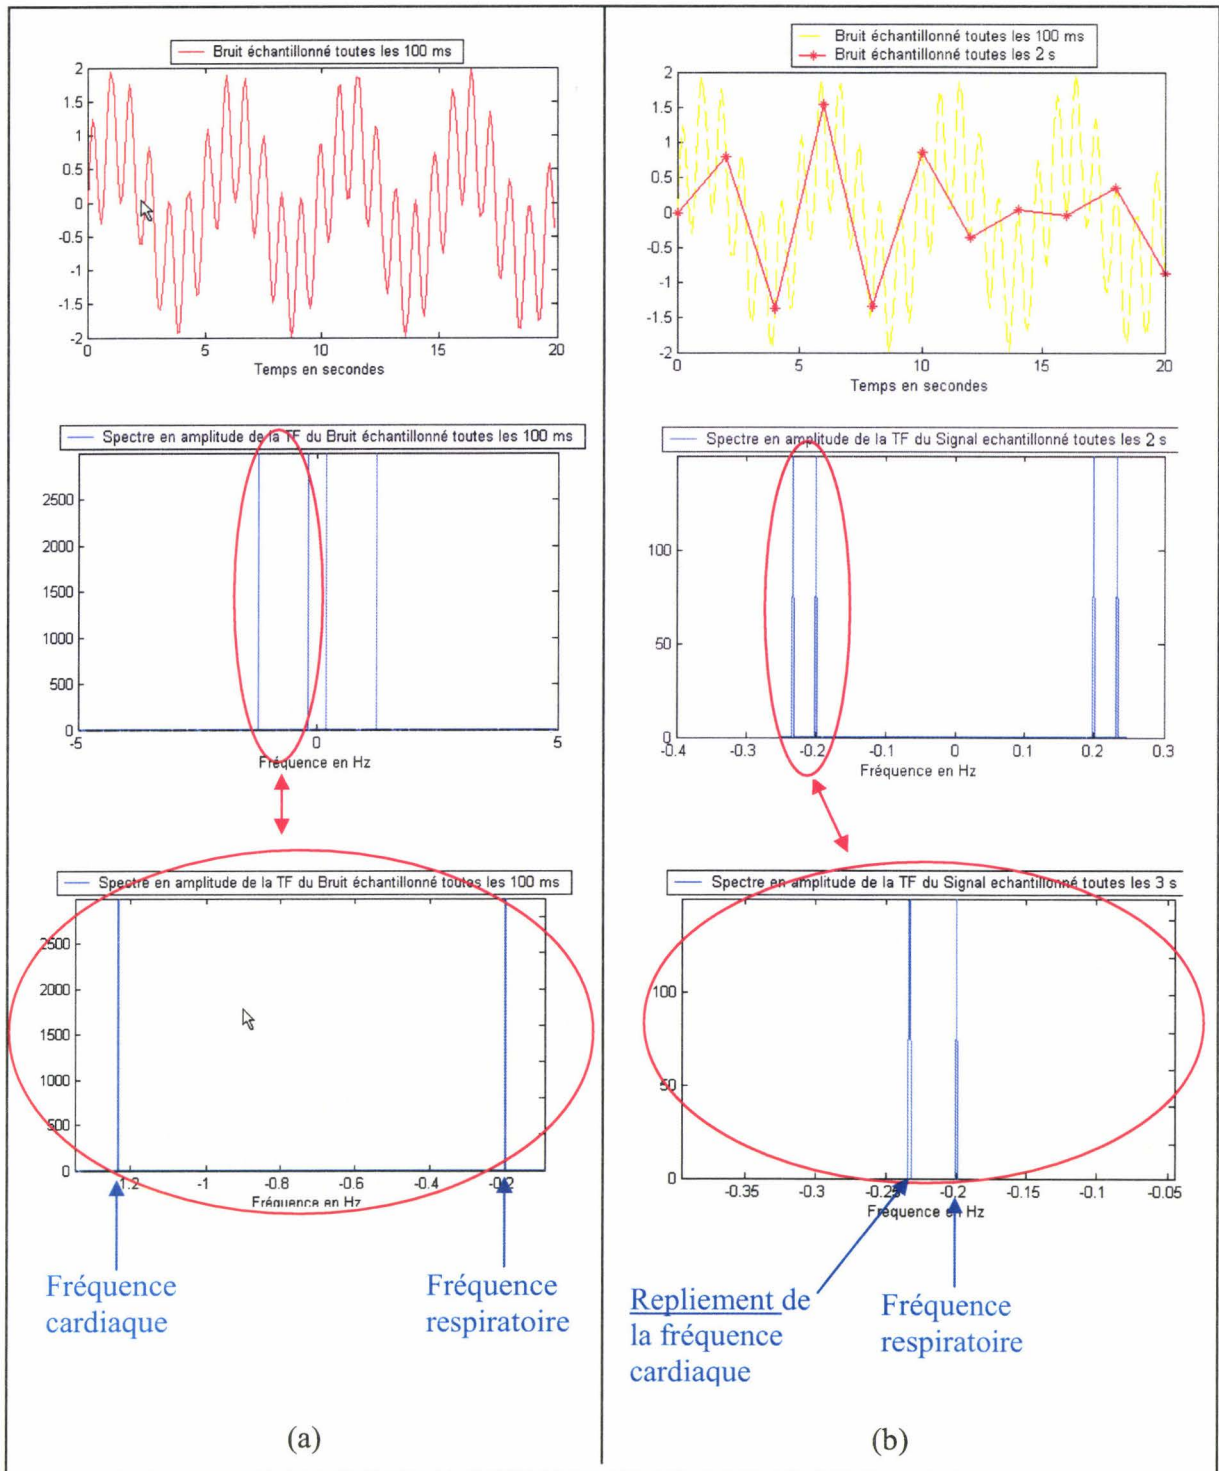 Bruit échantillonné toutes les 100 ms
2
1.5
1
0.5
0
-0.5
-1
-1.5
-2
0 5 10 15 20
Temps en secondes
Spectre en amplitude de la TF du Bruit échantillonné toutes les 100 ms
2500
2000
1500
1000
500
0
-5 0 5
Fréquence en Hz
Spectre en amplitude de la TF du Bruit échantillonné toutes les 100 ms
2500
2000
1500
1000
500
0
-1.2 -1 -0.8 -0.6 -0.4 -0.2
Fréquence en Hz
Fréquence
cardiaque
Fréquence
respiratoire
(a)
Bruit échantillonné toutes les 100 ms
Bruit échantillonné toutes les 2 s
2
1.5
1
0.5
0
-0.5
-1
-1.5
-2
0 5 10 15 20
Temps en secondes
Spectre en amplitude de la TF du Signal echantillonné toutes les 2 s
100
50
0
-0.4 -0.3 -0.2 -0.1 0 0.1 0.2 0.3
Fréquence en Hz
Spectre en amplitude de la TF du Signal echantillonné toutes les 3 s
100
50
0
-0.35 -0.3 -0.25 -0.2 -0.15 -0.1 -0.05
Fréquence en Hz
Repliement de
la fréquence
cardiaque
Fréquence
respiratoire
(b)